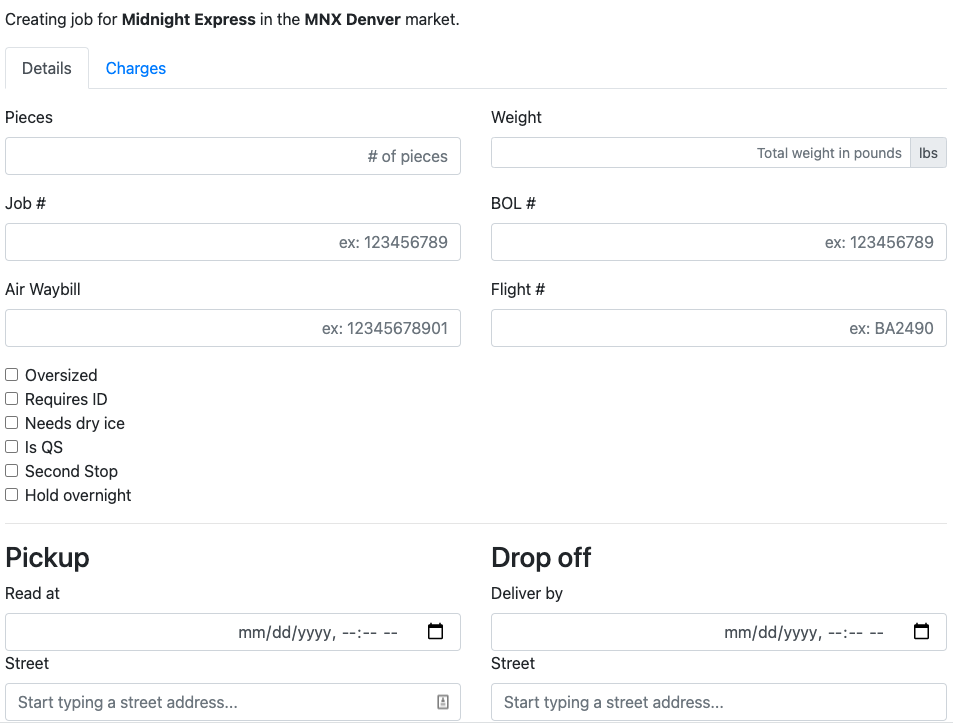 Creating job for Midnight Express in the MNX Denver market.
Details Charges
Pieces Weight
# of pieces Total weight in pounds lbs
Job # BOL #
ex: 123456789 ex: 123456789
Air Waybill Flight #
ex: 12345678901 ex: BA2490
Oversized
Requires ID
Needs dry ice
Is QS
Second Stop
Hold overnight
Pickup Drop off
Read at Deliver by
mm/dd/yyyy, --:-- -- mm/dd/yyyy, --:-- --
Street Street
Start typing a street address... Start typing a street address...